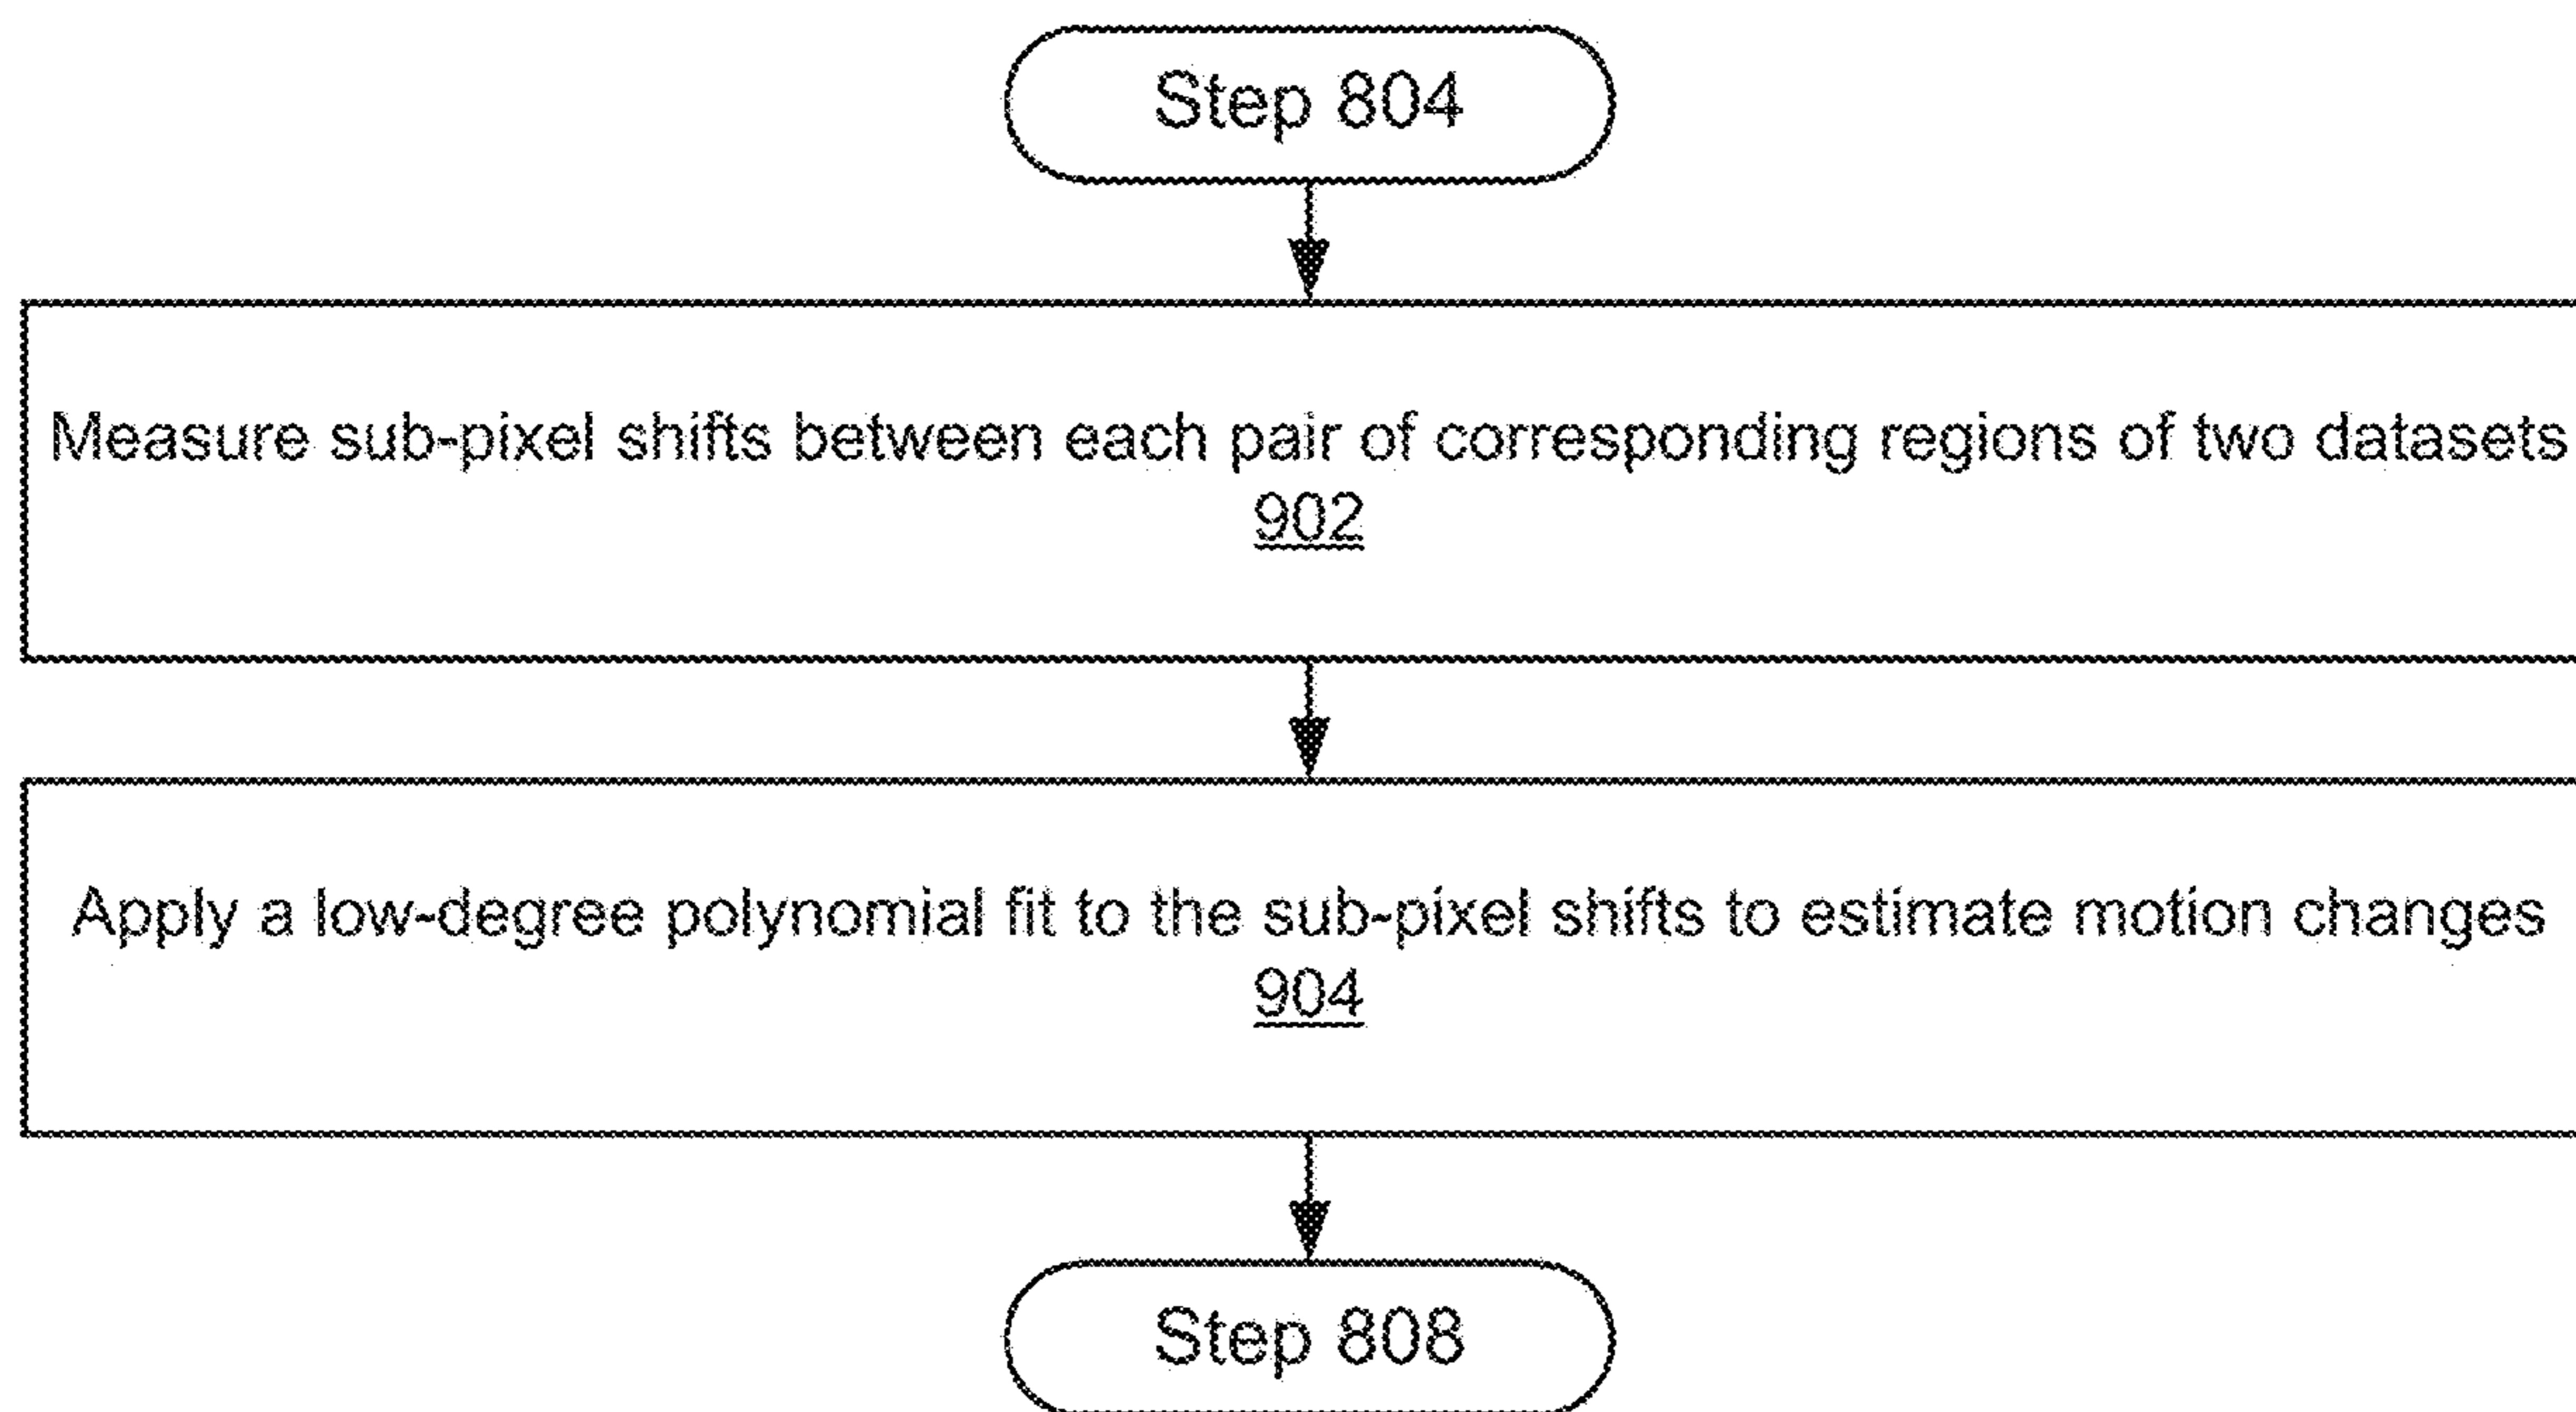 Step 804
Measure sub-pixel shifts between each pair of corresponding regions of two datasets
902
Apply a low-degree polynomial fit to the sub-pixel shifts to estimate motion changes
904
Step 808